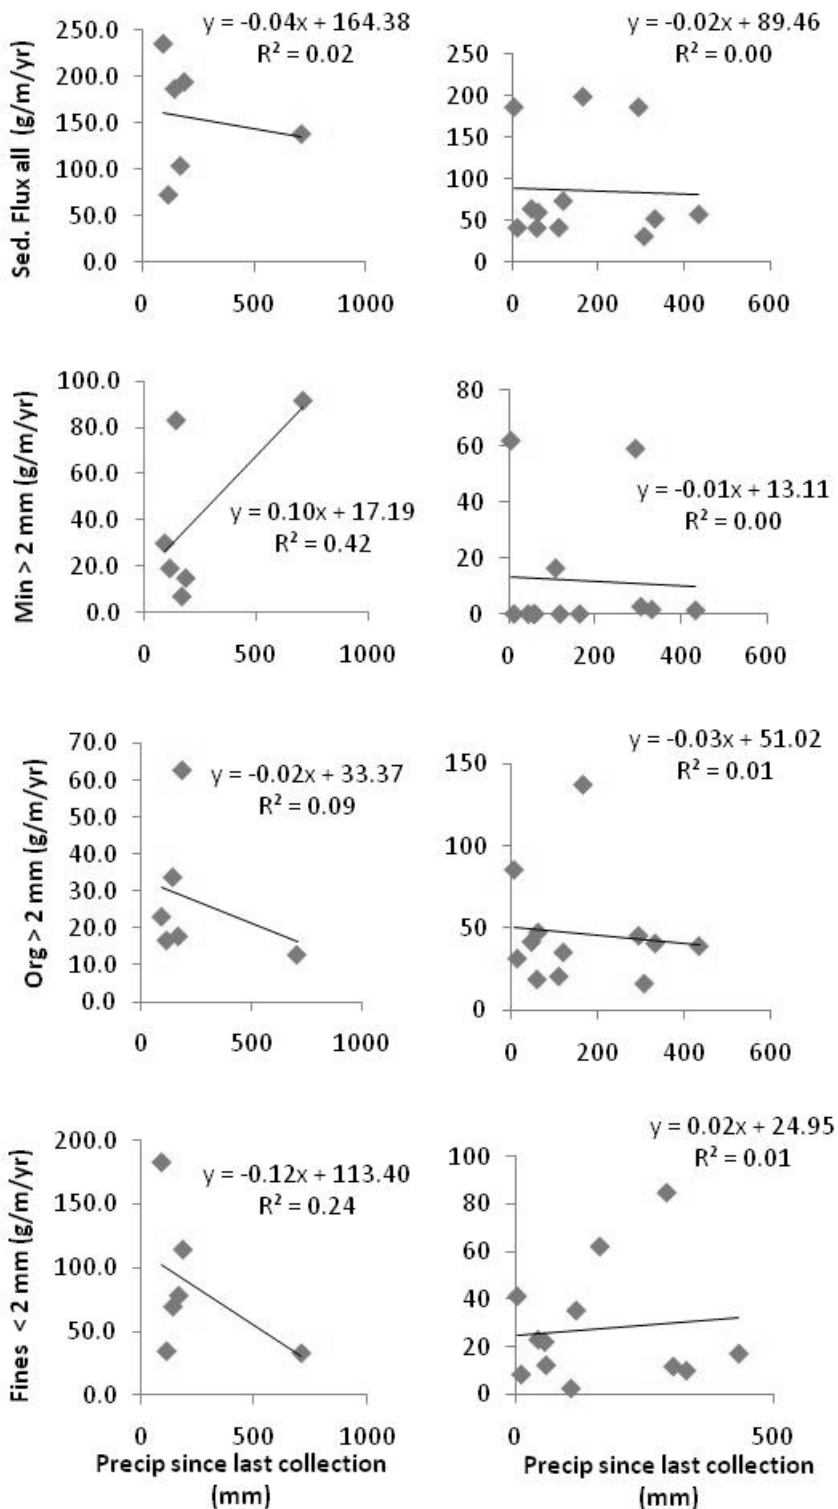 y = -0.04x + 164.38
R² = 0.02
250.0
200.0
150.0
100.0
50.0
0.0
0 500 1000
Sed. Flux all (g/m/yr)
y = -0.02x + 89.46
R² = 0.00
250
200
150
100
50
0
0 200 400 600
100.0
80.0
60.0
40.0
20.0
0.0
y = 0.10x + 17.19
R² = 0.42
0 500 1000
Min > 2 mm (g/m/yr)
80
60
40
20
0
y = -0.01x + 13.11
R² = 0.00
0 200 400 600
70.0
60.0
50.0
40.0
30.0
20.0
10.0
0.0
y = -0.02x + 33.37
R² = 0.09
0 500 1000
Org > 2 mm (g/m/yr)
y = -0.03x + 51.02
R² = 0.01
150
100
50
0
0 200 400 600
200.0
150.0
100.0
50.0
0.0
y = -0.12x + 113.40
R² = 0.24
0 500 1000
Fines < 2 mm (g/m/yr)
Precip since last collection
(mm)
y = 0.02x + 24.95
R² = 0.01
100
80
60
40
20
0
0 500
Precip since last collection
(mm)